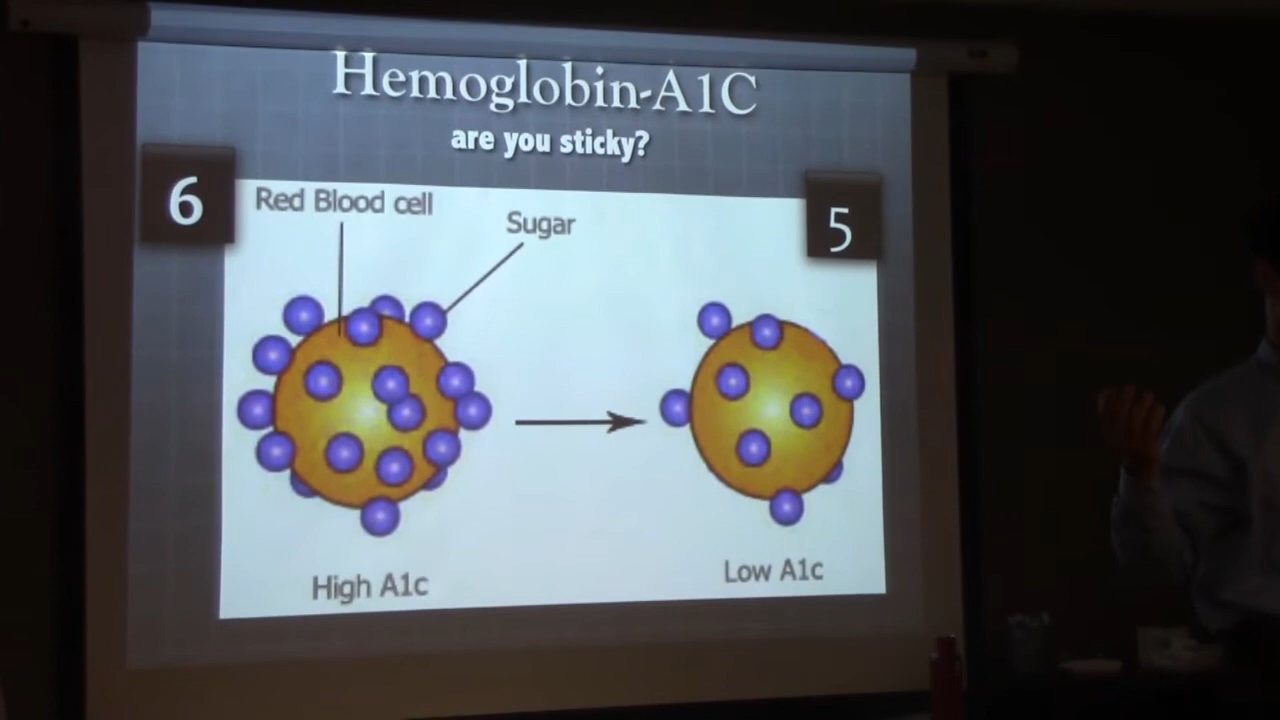 Hemoglobin-A1C
are you sticky?
6
5
Red Blood cell
Sugar
High A1c
Low A1c